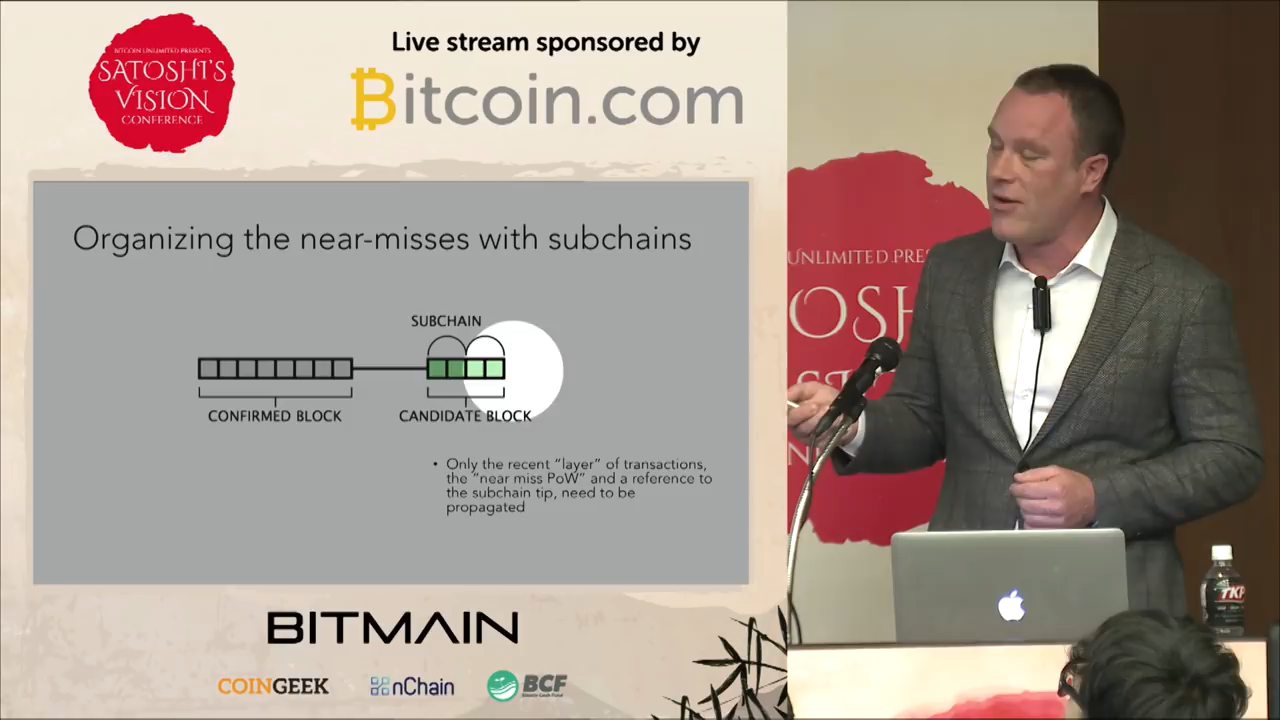 BITCOIN UNLIMITED PRESENTS
SATOSHI'S
VISION
CONFERENCE
Live stream sponsored by
Bitcoin.com
Organizing the near-misses with subchains
SUBCHAIN
CONFIRMED BLOCK
CANDIDATE BLOCK
• Only the recent “layer” of transactions,
the “near miss PoW” and a reference to
the subchain tip, need to be
propagated
BITMAIN
COINGEEK
nChain
BCF
UNLIMITED PRES
OSH
TKP